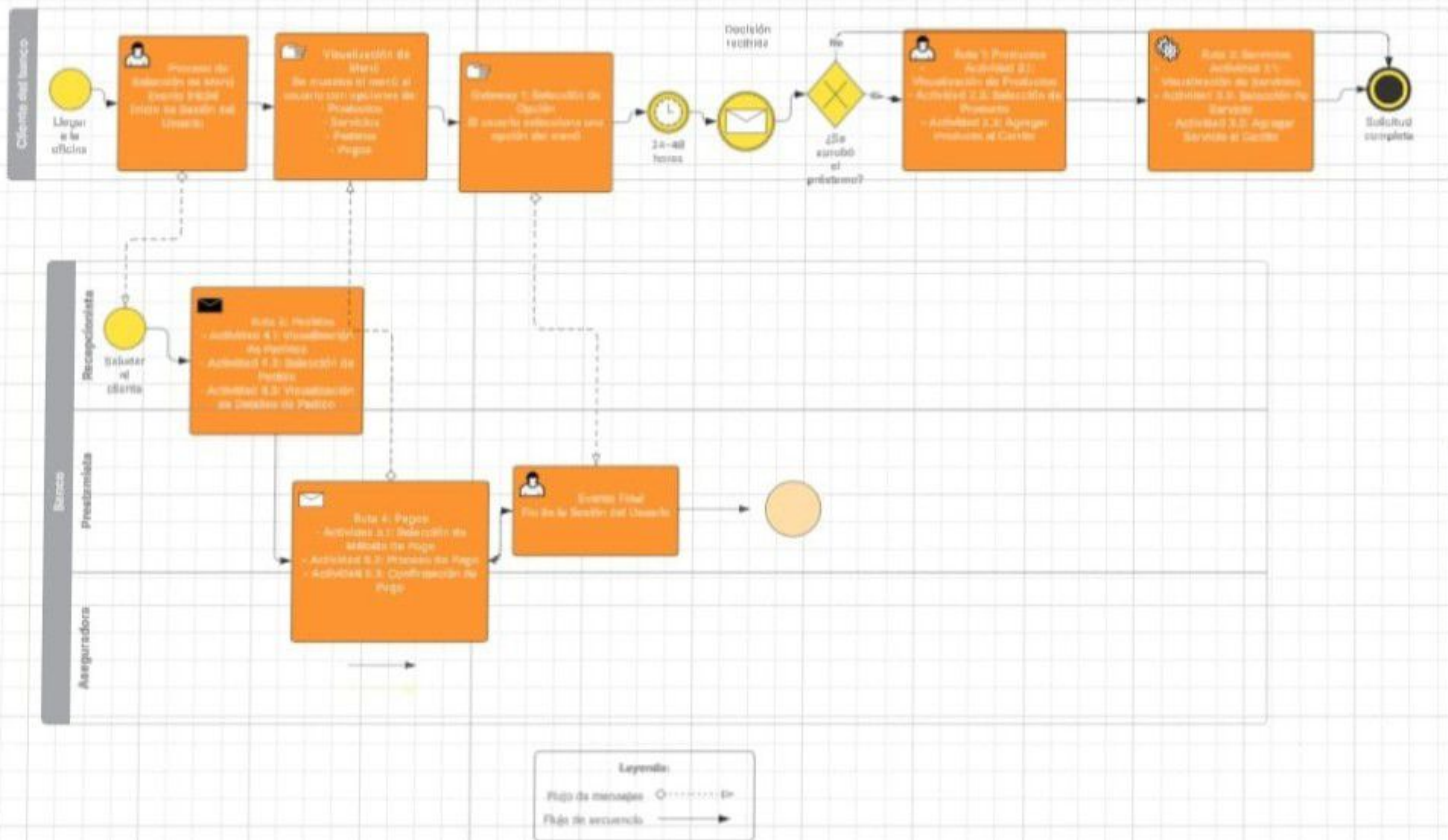 Cliente del banco
Llegar
a la
oficina
Proceso de
Selección de Menú
Evento Inicial
Inicio de Sesión del
Usuario
Visualización de
Menú
Se muestra el menú al
usuario con opciones de
- Productos
- Servicios
- Pedidos
- Pagos
Gateway 1: Selección de
Opción
El usuario selecciona una
opción del menú
24-48
horas
Decisión
recibida
No
¿Se
aprobó
el
préstamo?
Ruta 1: Productos
Actividad 2.1:
Visualización de Productos
- Actividad 2.2: Selección de
Producto
- Actividad 2.3: Agregar
Producto al Carrito
Ruta 2: Servicios
- Actividad 3.1:
Visualización de Servicios
- Actividad 3.2: Selección de
Servicio
- Actividad 3.3: Agregar
Servicio al Carrito
Solicitud
completa
Banco
Recepcionista
Saludar
al
cliente
Ruta 3: Pedidos
- Actividad 4.1: Visualización
de Pedidos
- Actividad 4.2: Selección de
Pedido
- Actividad 4.3: Visualización
de Detalles de Pedido
Prestamista
Ruta 4: Pagos
- Actividad 5.1: Selección de
Método de Pago
- Actividad 5.2: Proceso de Pago
- Actividad 5.3: Confirmación de
Pago
Evento Final
Fin de la Sesión del Usuario
Aseguradora
Leyenda:
Flujo de mensajes
Flujo de secuencia